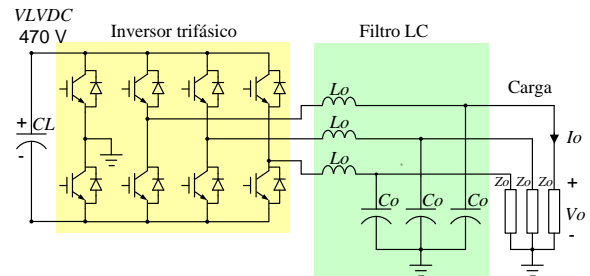 VLVDC
470 V
Inversor trifásico
Filtro LC
Carga
Lo
Lo
Lo
+ CL
-
Io
Zo Zo Zo +
Co Co Co
Vo
-